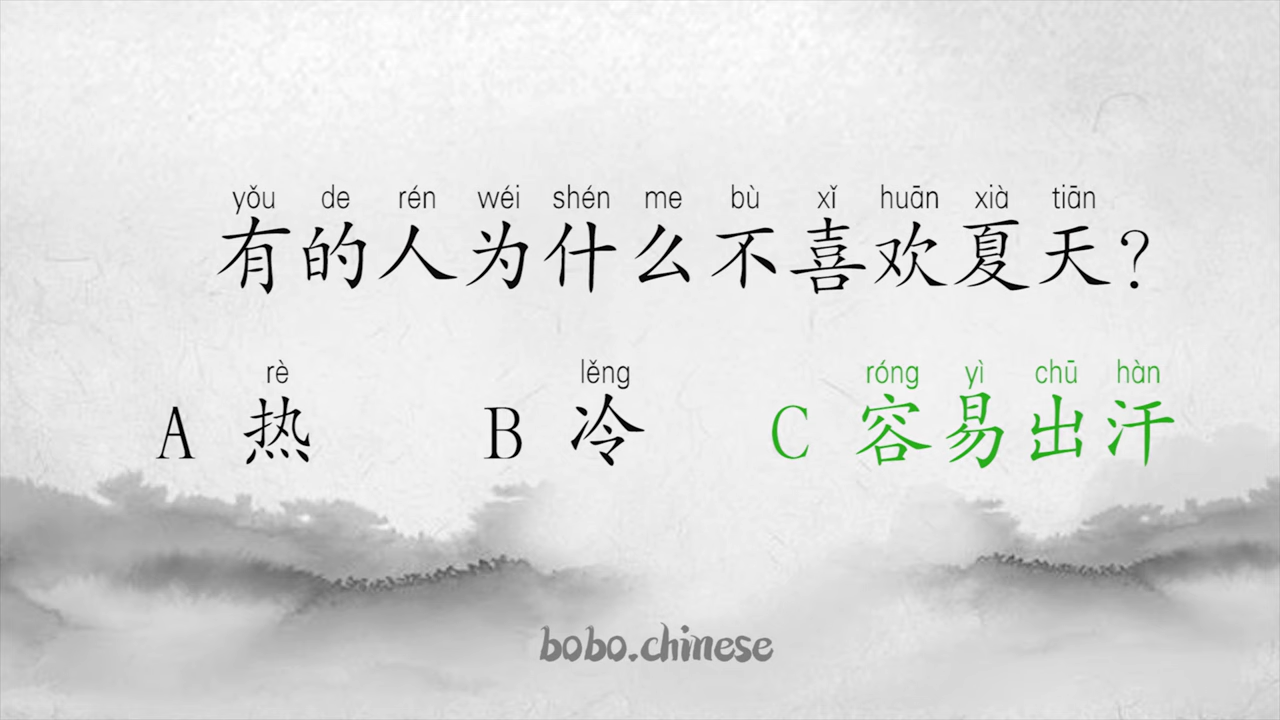 yǒu de rén wéi shén me bù xǐ huān xià tiān
有的人为什么不喜欢夏天?
rè lěng róng yì chū hàn
A 热 B 冷 C 容易出汗
bobo.chinese